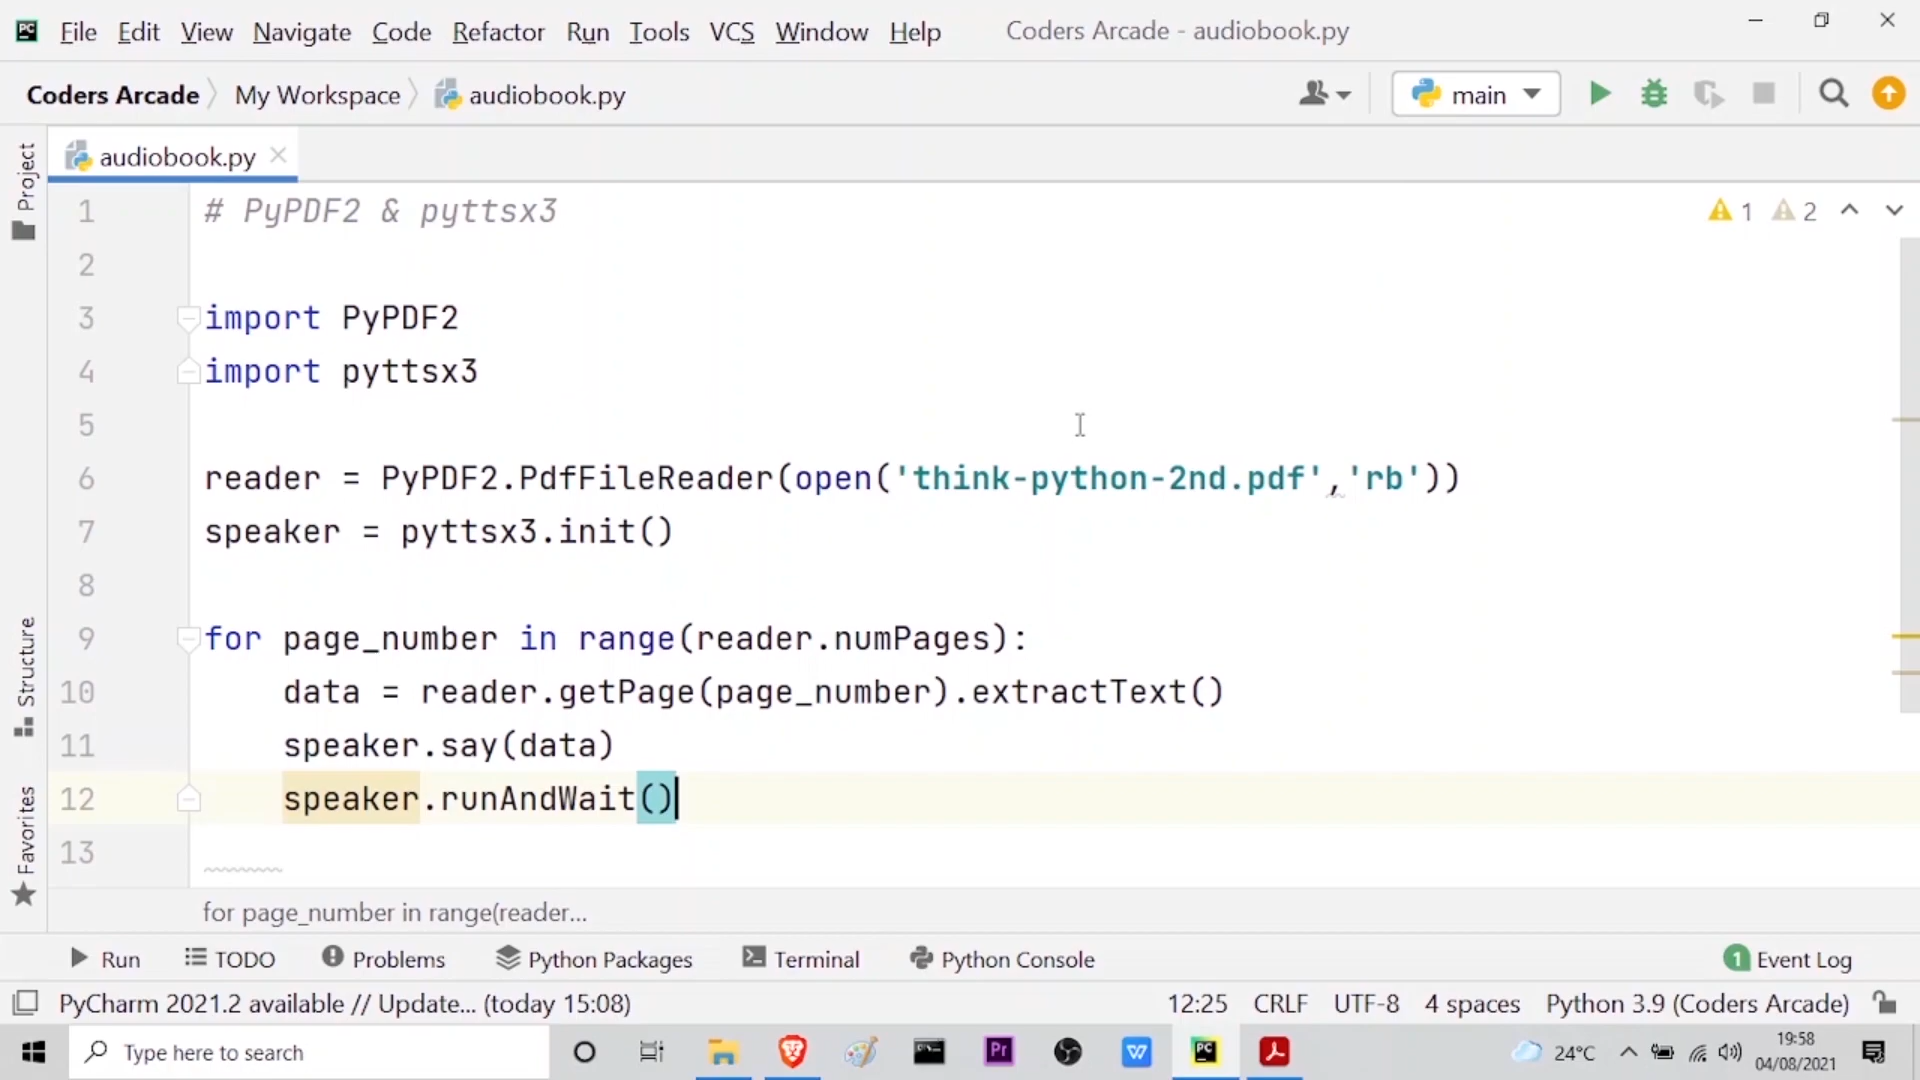 File Edit View Navigate Code Refactor Run Tools VCS Window Help Coders Arcade - audiobook.py
Coders Arcade My Workspace audiobook.py main
Project
audiobook.py
1 # PyPDF2 & pyttsx3 1 2
2
3 import PyPDF2
4 import pyttsx3
5
6 reader = PyPDF2.PdfFileReader(open('think-python-2nd.pdf','rb'))
7 speaker = pyttsx3.init()
8
9 for page_number in range(reader.numPages):
10 data = reader.getPage(page_number).extractText()
11 speaker.say(data)
12 speaker.runAndWait()
13
Structure
Favorites
for page_number in range(reader...
Run TODO Problems Python Packages Terminal Python Console 1 Event Log
PyCharm 2021.2 available // Update... (today 15:08) 12:25 CRLF UTF-8 4 spaces Python 3.9 (Coders Arcade)
Type here to search Pr W PC 24°C 19:58
04/08/2021